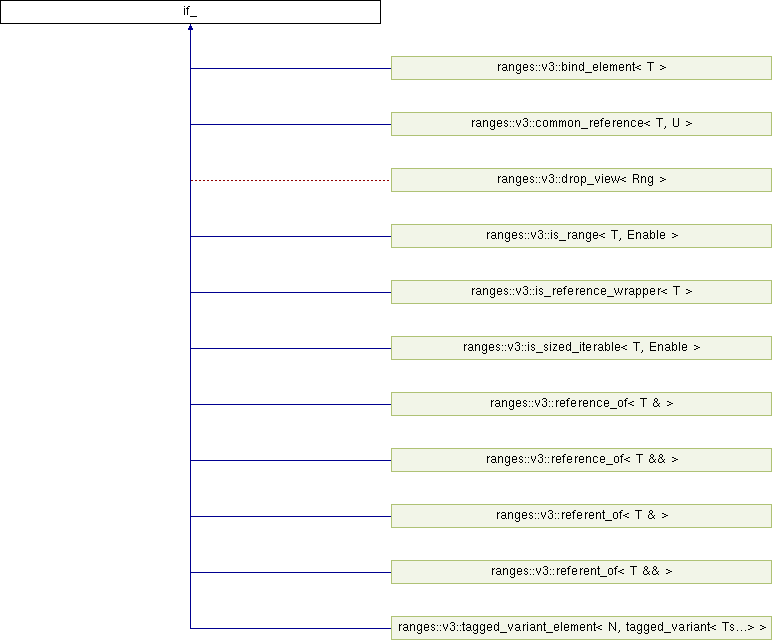 if_
ranges::v3::bind_element< T >
ranges::v3::common_reference< T, U >
ranges::v3::drop_view< Rng >
ranges::v3::is_range< T, Enable >
ranges::v3::is_reference_wrapper< T >
ranges::v3::is_sized_iterable< T, Enable >
ranges::v3::reference_of< T & >
ranges::v3::reference_of< T && >
ranges::v3::referent_of< T & >
ranges::v3::referent_of< T && >
ranges::v3::tagged_variant_element< N, tagged_variant< Ts...> >